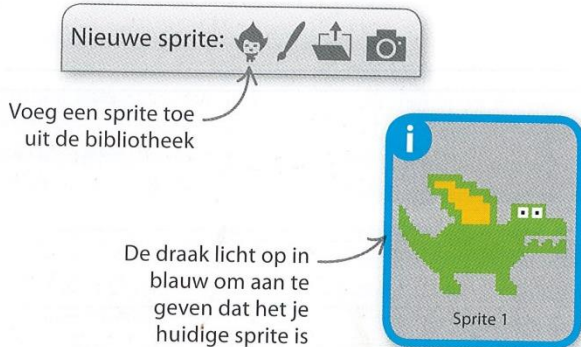 Nieuwe sprite:
Voeg een sprite toe
uit de bibliotheek
i
De draak licht op in
blauw om aan te
geven dat het je
huidige sprite is
Sprite 1